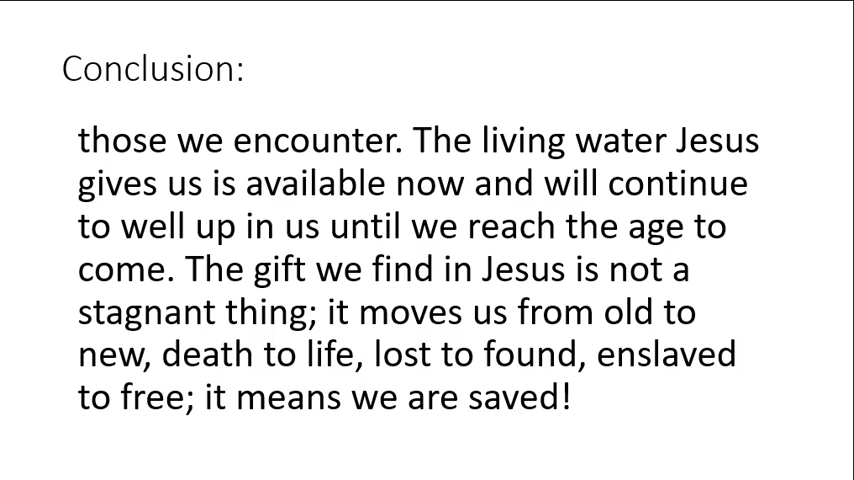 Conclusion:
those we encounter. The living water Jesus
gives us is available now and will continue
to well up in us until we reach the age to
come. The gift we find in Jesus is not a
stagnant thing; it moves us from old to
new, death to life, lost to found, enslaved
to free; it means we are saved!